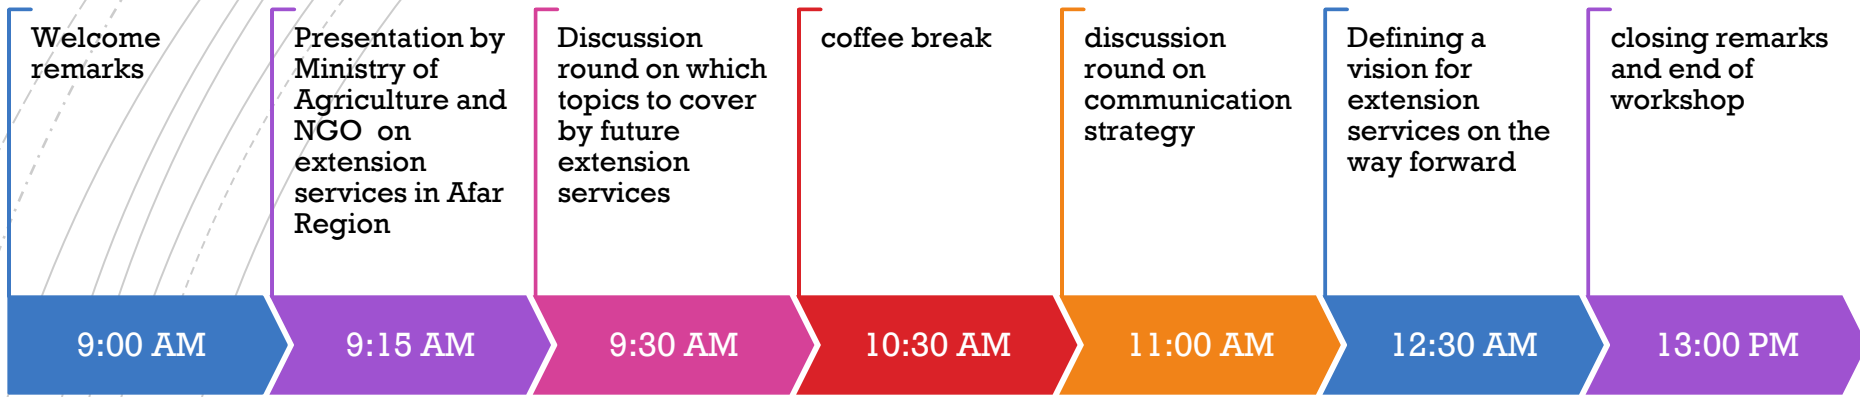 Welcome
remarks
Presentation by
Ministry of
Agriculture and
NGO on
extension
services in Afar
Region
Discussion
round on which
topics to cover
by future
extension
services
coffee break
discussion
round on
communication
strategy
Defining a
vision for
extension
services on the
way forward
closing remarks
and end of
workshop
9:00 AM
9:15 AM
9:30 AM
10:30 AM
11:00 AM
12:30 AM
13:00 PM